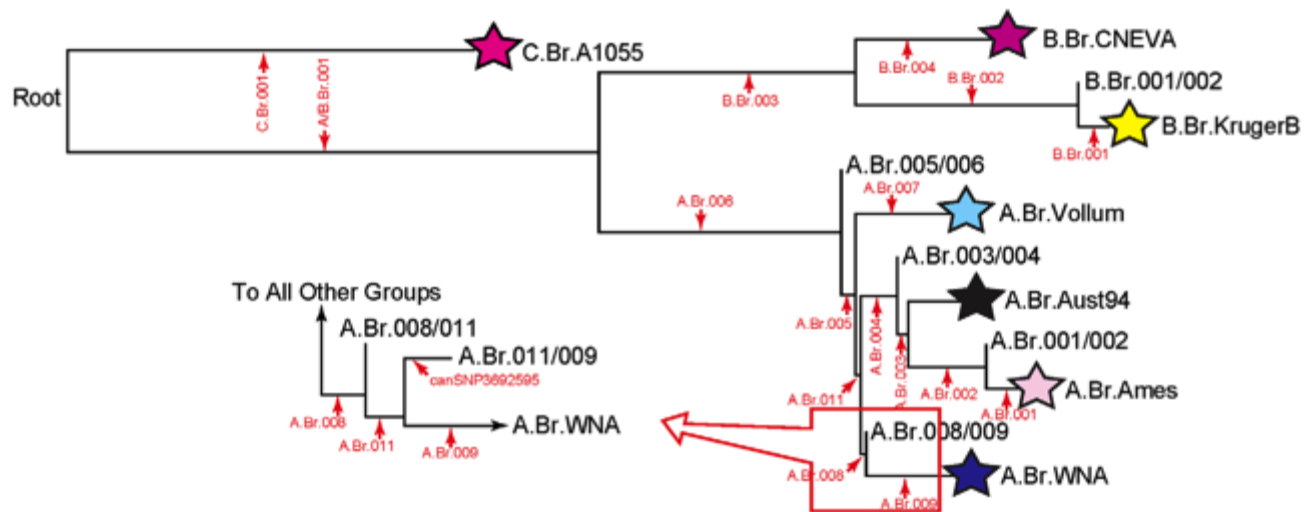 C.Br.A1055
B.Br.CNEVA
C.Br.001
A/B.Br.001
B.Br.004
B.Br.002
B.Br.001/002
Root
B.Br.003
B.Br.KrugerB
B.Br.001
A.Br.005/006
A.Br.007
A.Br.006
A.Br.Vollum
A.Br.003/004
To All Other Groups
A.Br.Aust94
A.Br.008/011
A.Br.005
A.Br.004
A.Br.003
A.Br.001/002
A.Br.011/009
canSNP3692595
A.Br.002
A.Br.Ames
A.Br.001
A.Br.008
A.Br.011
A.Br.011
A.Br.WNA
A.Br.009
A.Br.008/009
A.Br.008
A.Br.WNA
A.Br.009